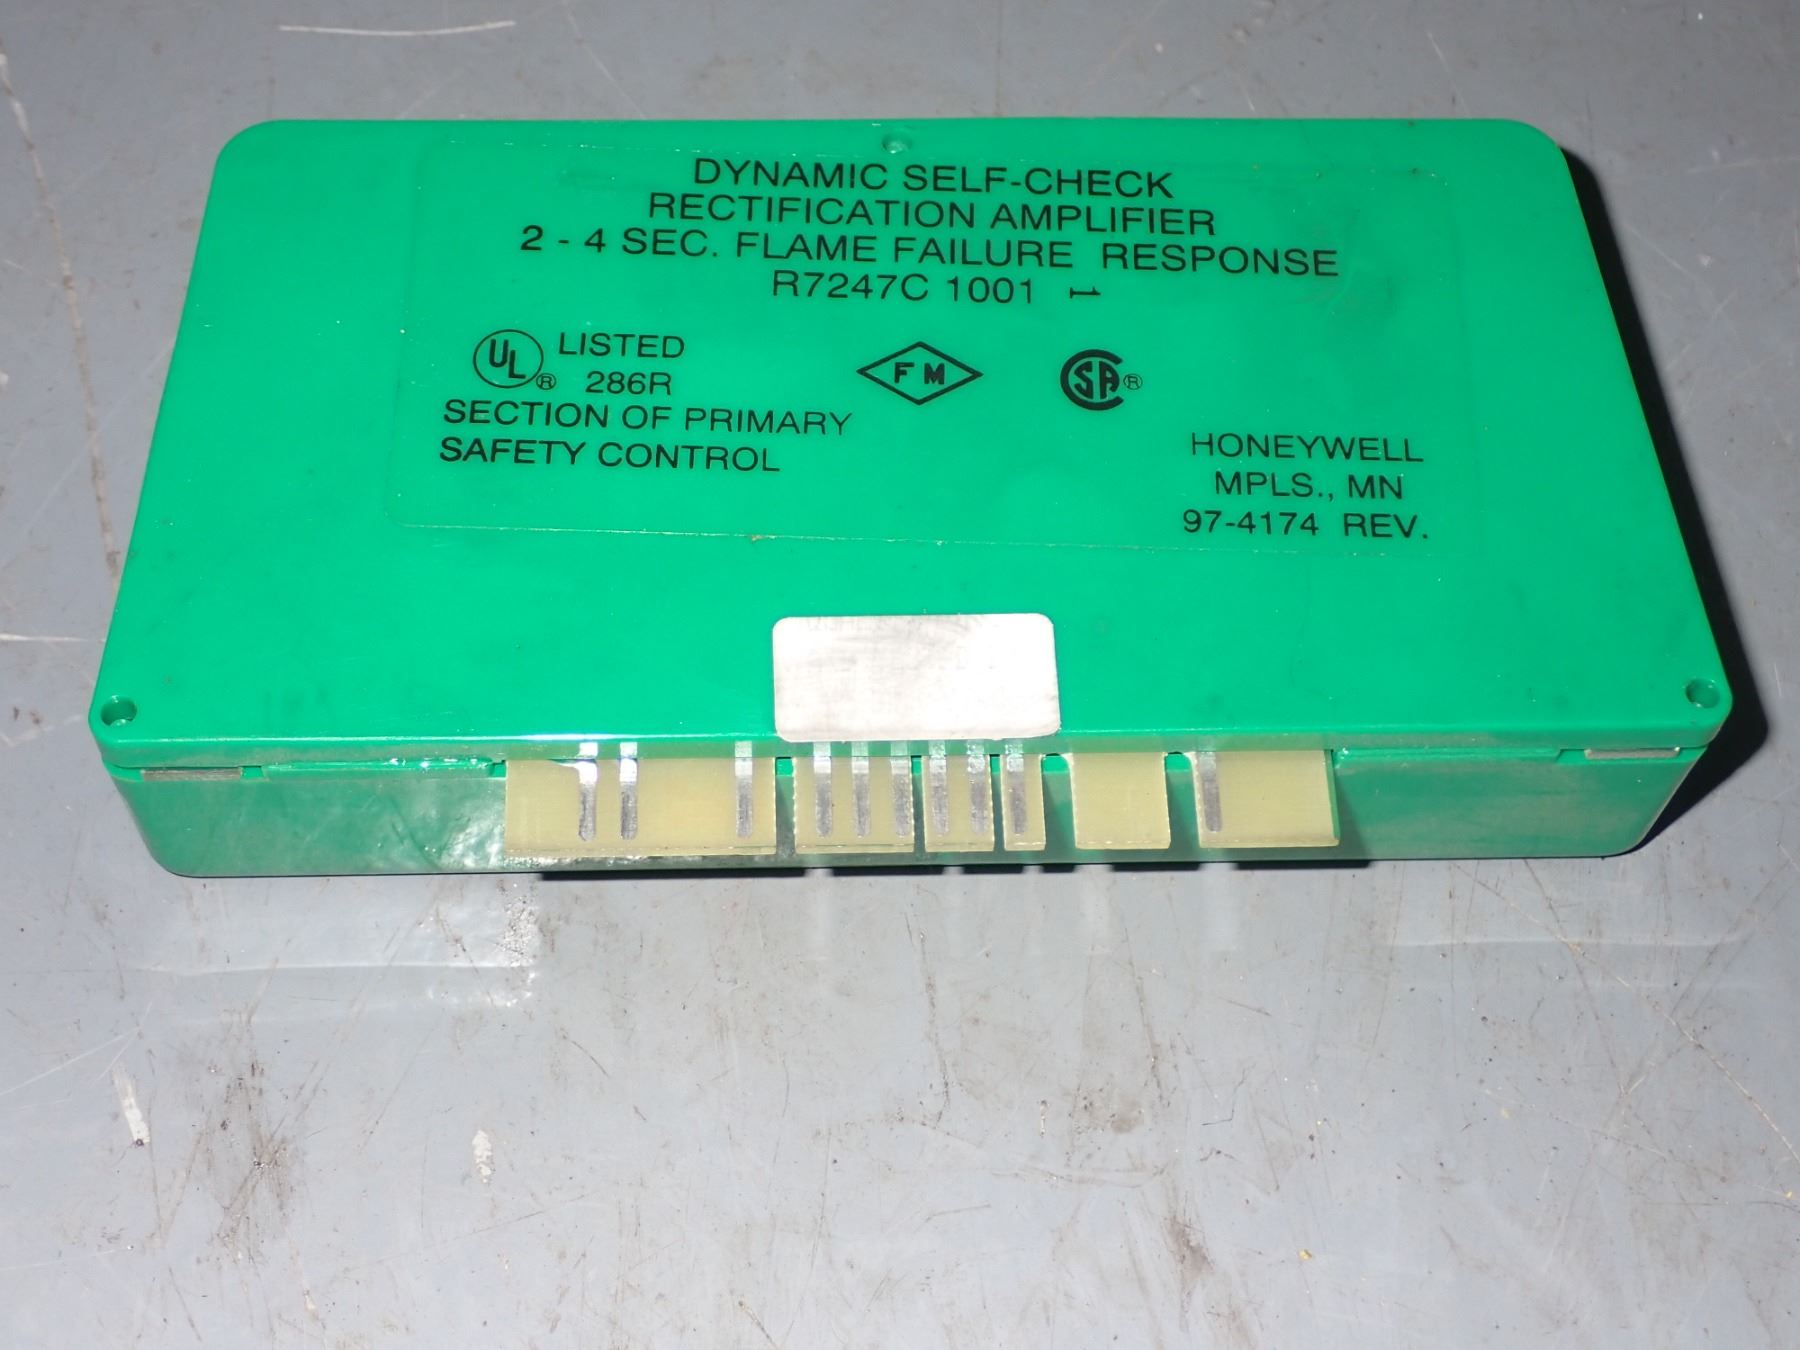 DYNAMIC SELF-CHECK
RECTIFICATION AMPLIFIER
2 - 4 SEC. FLAME FAILURE RESPONSE
R7247C 1001 1
UL® LISTED
286R
SECTION OF PRIMARY
SAFETY CONTROL
FM
SA®
HONEYWELL
MPLS., MN
97-4174 REV.